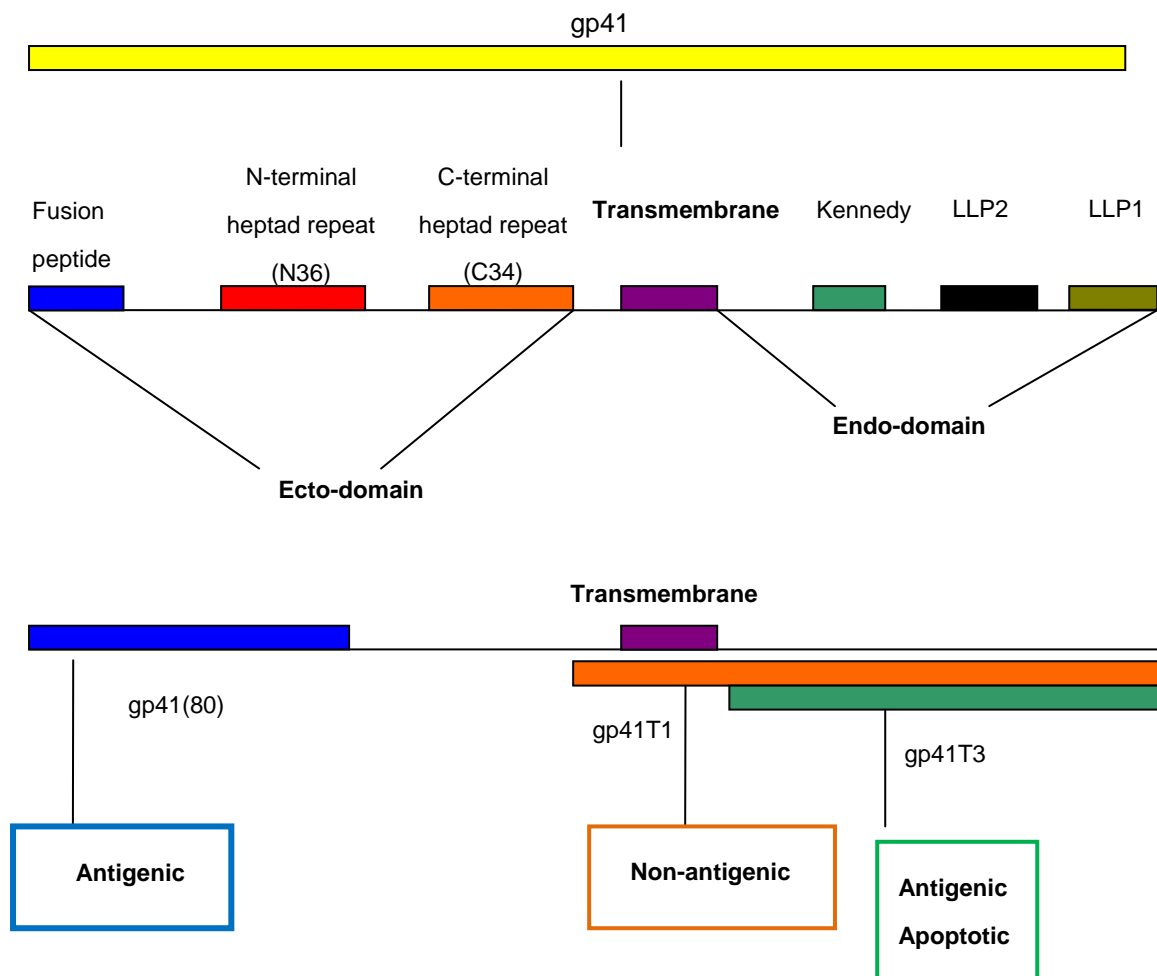 gp41
Fusion
peptide
N-terminal
heptad repeat
(N36)
C-terminal
heptad repeat
(C34)
Transmembrane
Kennedy
LLP2
LLP1
Endo-domain
Ecto-domain
Transmembrane
gp41(80)
gp41T1
gp41T3
Antigenic
Non-antigenic
Antigenic
Apoptotic